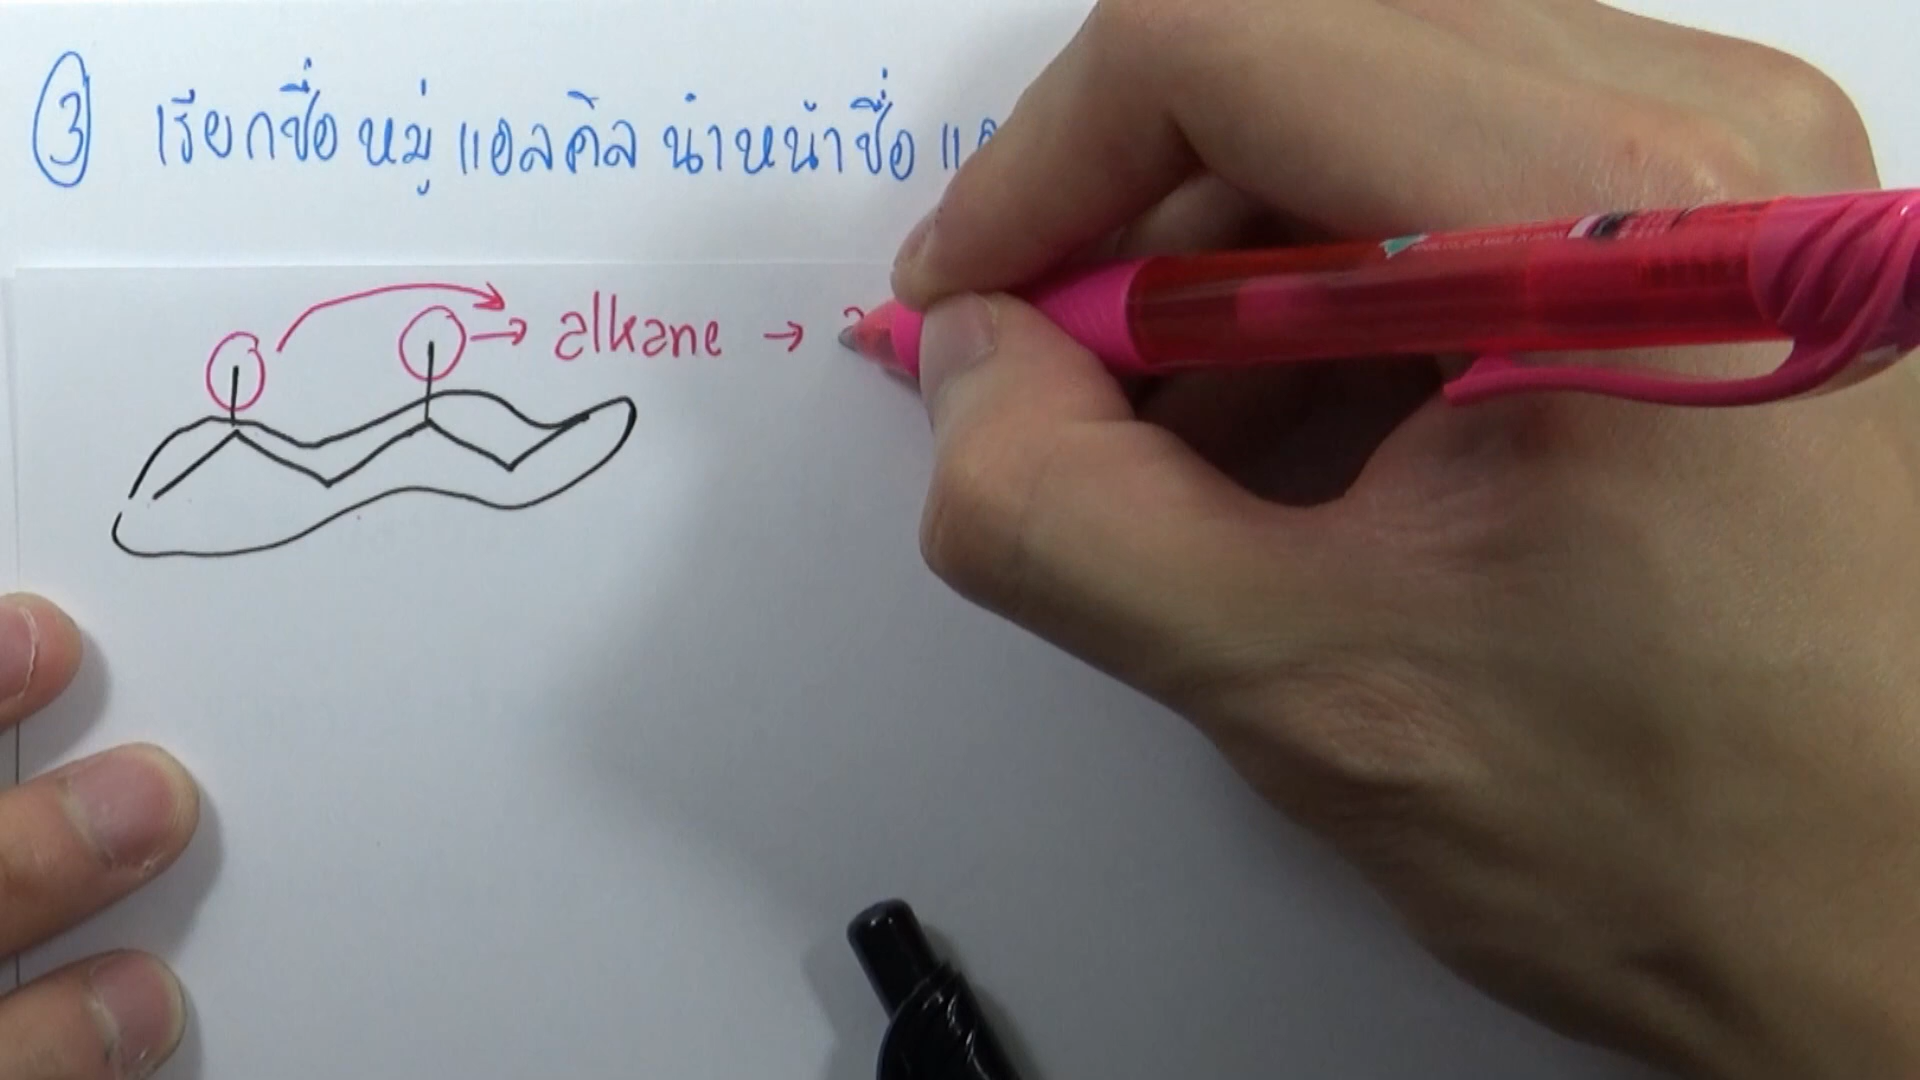 ③ เรียกชื่อ หมู่ แอลคิล นำหน้าชื่อ
→ alkane →